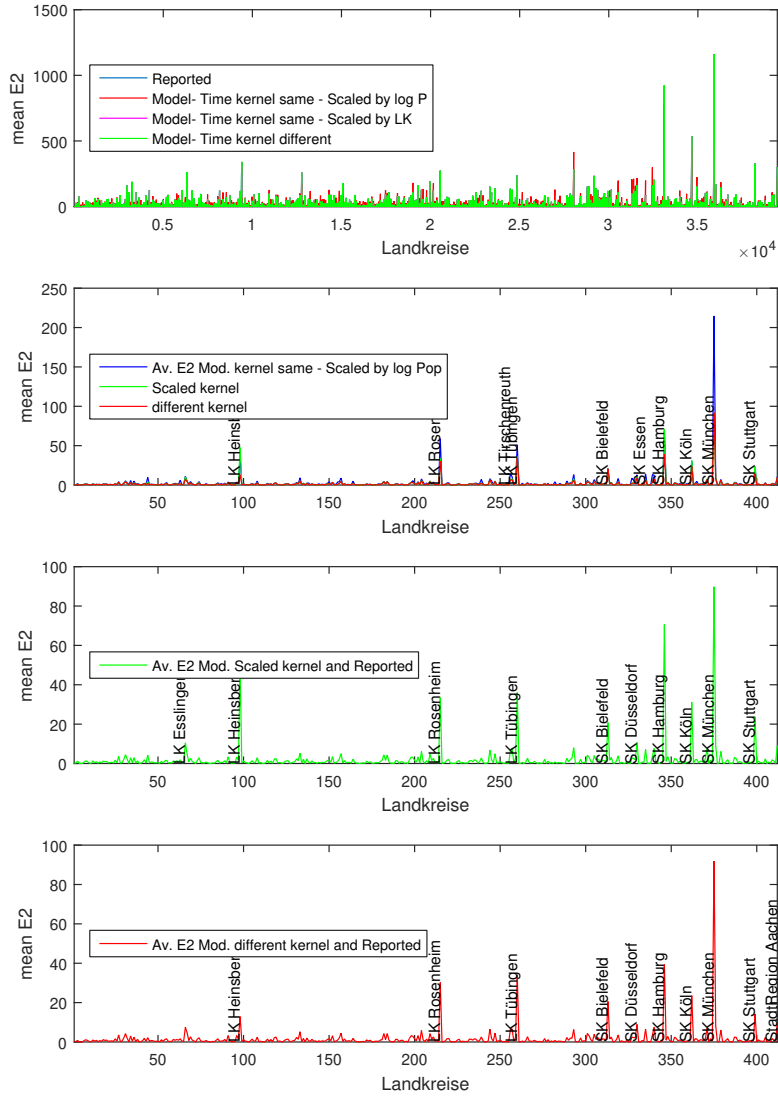 1500
1000
500
0
mean E2
Reported
Model- Time kernel same - Scaled by log P
Model- Time kernel same - Scaled by LK
Model- Time kernel different
0.5 1 1.5 2 2.5 3 3.5 4
×10⁴
Landkreise
250
200
150
100
50
0
mean E2
Av. E2 Mod. kernel same - Scaled by log Pop
Scaled kernel
different kernel
LK Heinsb
LK Rosen
LK Tirschenreuth
LK Tübingen
SK Bielefeld
SK Essen
SK Hamburg
SK Köln
SK München
SK Stuttgart
50 100 150 200 250 300 350 400
Landkreise
100
80
60
40
20
0
mean E2
Av. E2 Mod. Scaled kernel and Reported
LK Esslingen
LK Heinsber
LK Rosenheim
LK Tübingen
SK Bielefeld
SK Düsseldorf
SK Hamburg
SK Köln
SK München
SK Stuttgart
50 100 150 200 250 300 350 400
Landkreise
100
80
60
40
20
0
mean E2
Av. E2 Mod. different kernel and Reported
LK Heinsber
LK Rosenheim
LK Tübingen
SK Bielefeld
SK Düsseldorf
SK Hamburg
SK Köln
SK München
SK Stuttgart
StadtRegion Aachen
50 100 150 200 250 300 350 400
Landkreise